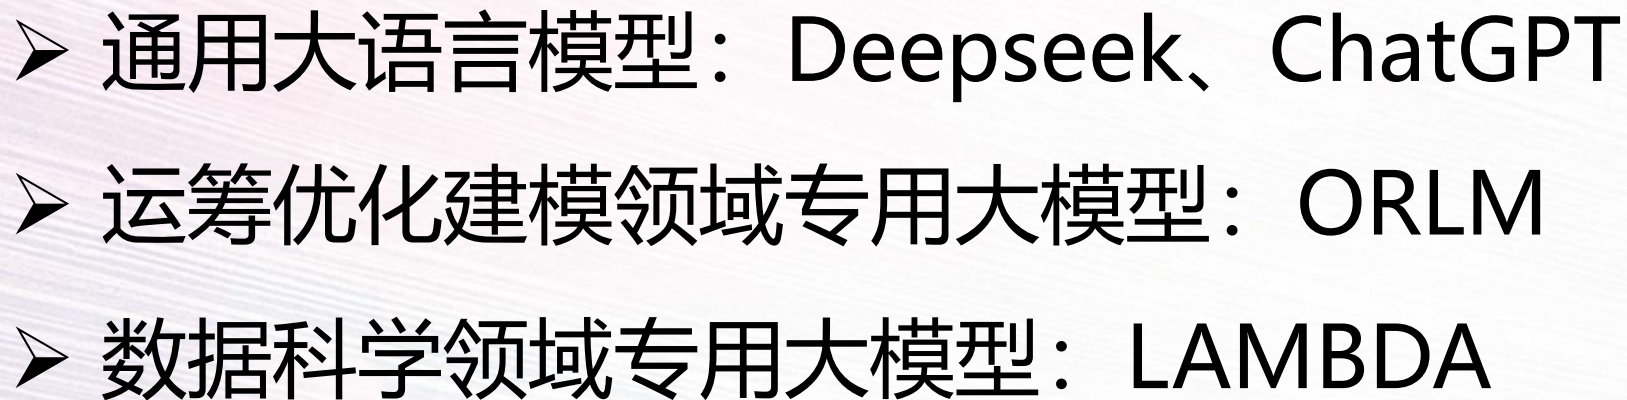 ➢ 通用大语言模型：Deepseek、ChatGPT
➢ 运筹优化建模领域专用大模型：ORLM
➢ 数据科学领域专用大模型：LAMBDA